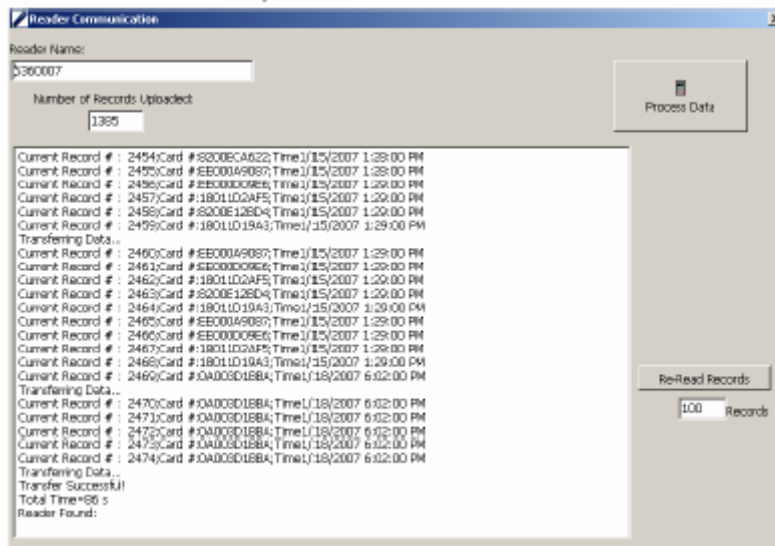 Reader Communication
Reader Name:
5360007
Number of Records Uploaded:
1385
Process Data
Current Record # : 2454;Card #:8200ECA622;Time1/15/2007 1:28:00 PM
Current Record # : 2455;Card #:EE000A9087;Time1/15/2007 1:28:00 PM
Current Record # : 2456;Card #:EE000D09E6;Time1/15/2007 1:29:00 PM
Current Record # : 2457;Card #:18011D2AF5;Time1/15/2007 1:29:00 PM
Current Record # : 2458;Card #:8200E12BD4;Time1/15/2007 1:29:00 PM
Current Record # : 2459;Card #:18011D19A3;Time1/15/2007 1:29:00 PM
Transferring Data...
Current Record # : 2460;Card #:EE000A9087;Time1/15/2007 1:29:00 PM
Current Record # : 2461;Card #:EE000D09E6;Time1/15/2007 1:29:00 PM
Current Record # : 2462;Card #:18011D2AF5;Time1/15/2007 1:29:00 PM
Current Record # : 2463;Card #:8200E12BD4;Time1/15/2007 1:29:00 PM
Current Record # : 2464;Card #:18011D19A3;Time1/15/2007 1:29:00 PM
Current Record # : 2465;Card #:EE000A9087;Time1/15/2007 1:29:00 PM
Current Record # : 2466;Card #:EE000D09E6;Time1/15/2007 1:29:00 PM
Current Record # : 2467;Card #:18011D2AF5;Time1/15/2007 1:29:00 PM
Current Record # : 2468;Card #:18011D19A3;Time1/15/2007 1:29:00 PM
Current Record # : 2469;Card #:0A003D18BA;Time1/18/2007 6:02:00 PM
Transferring Data...
Current Record # : 2470;Card #:0A003D18BA;Time1/18/2007 6:02:00 PM
Current Record # : 2471;Card #:0A003D18BA;Time1/18/2007 6:02:00 PM
Current Record # : 2472;Card #:0A003D18BA;Time1/18/2007 6:02:00 PM
Current Record # : 2473;Card #:0A003D18BA;Time1/18/2007 6:02:00 PM
Current Record # : 2474;Card #:0A003D18BA;Time1/18/2007 6:02:00 PM
Transferring Data...
Transfer Successful!
Total Time=86 s
Reader Found:
Re-Read Records
100 Records